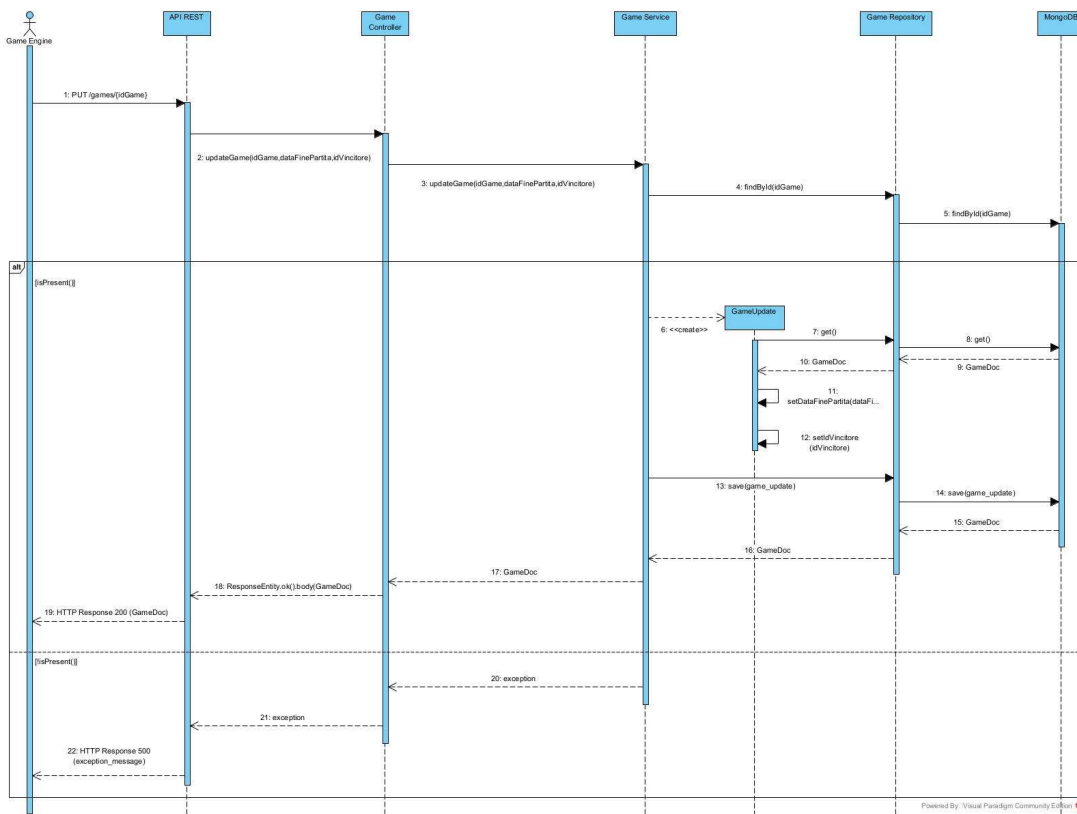 Game Engine
API REST
Game
Controller
Game Service
Game Repository
MongoDB
1: PUT /games/{idGame}
2: updateGame(idGame,dataFinePartita,idVincitore)
3: updateGame(idGame,dataFinePartita,idVincitore)
4: findById(idGame)
5: findById(idGame)
alt
[isPresent()]
GameUpdate
6: <<create>>
7: get()
8: get()
9: GameDoc
10: GameDoc
11:
setDataFinePartita(dataFi...
12: setIdVincitore
(idVincitore)
13: save(game_update)
14: save(game_update)
15: GameDoc
16: GameDoc
17: GameDoc
18: ResponseEntity.ok().body(GameDoc)
19: HTTP Response 200 (GameDoc)
[!isPresent()]
20: exception
21: exception
22: HTTP Response 500
(exception_message)
Powered By Visual Paradigm Community Edition